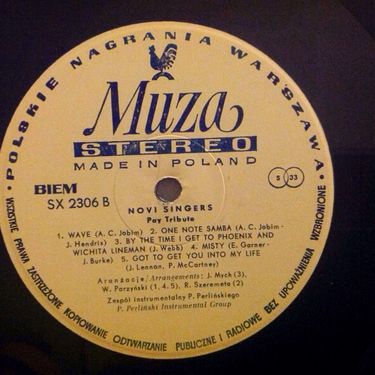 • POLSKIE NAGRANIA WARSZAWA •
Muza
STEREO
MADE IN POLAND
BIEM
SX 2306 B
S 33
NOVI SINGERS
Pay Tribute
1. WAVE (A. C. Jobim) 2. ONE NOTE SAMBA (A. C. Jobim -
J. Hendrix) 3. BY THE TIME I GET TO PHOENIX AND
WICHITA LINEMAN (J. Webb) 4. MISTY (E. Garner -
J. Burke) 5. GOT TO GET YOU INTO MY LIFE
(J. Lennon, P. McCartney)
Aranżacje/Arrangements: J. Mych (3),
W. Parzyński (1, 4, 5), R. Szeremeta (2)
Zespół instrumentalny P. Perlińskiego
P. Perliński Instrumental Group
WSZELKIE PRAWA ZASTRZEŻONE KOPIOWANIE ODTWARZANIE PUBLICZNE I RADIOWE BEZ UPOWAŻNIENIA WZBRONIONE